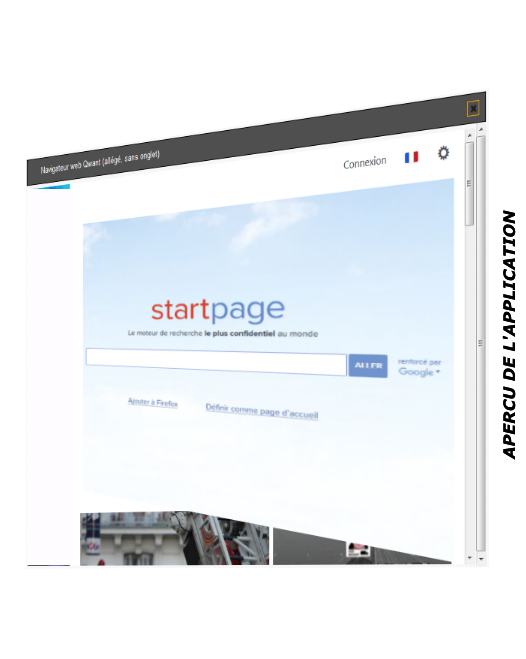 Navigateur web Qwant (allégé, sans onglet)
Connexion
startpage
Le moteur de recherche le plus confidentiel au monde
ALLER
renforcé par
Google
Ajouter à Firefox
Définir comme page d'accueil
APERCU DE L'APPLICATION